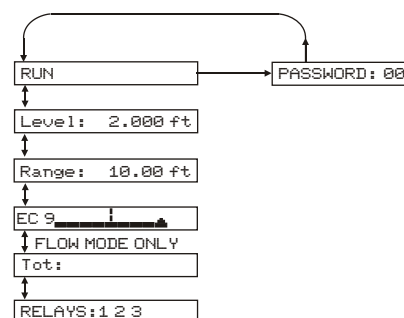 RUN
PASSWORD: 00
Level: 2.000 ft
Range: 10.00 ft
EC 9
FLOW MODE ONLY
Tot:
RELAYS:1 2 3